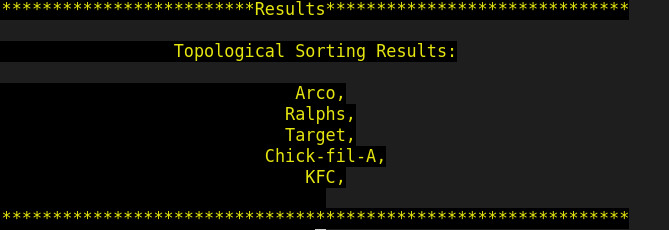 *************************Results******************************
Topological Sorting Results:
Arco,
Ralphs,
Target,
Chick-fil-A,
KFC,
**************************************************************